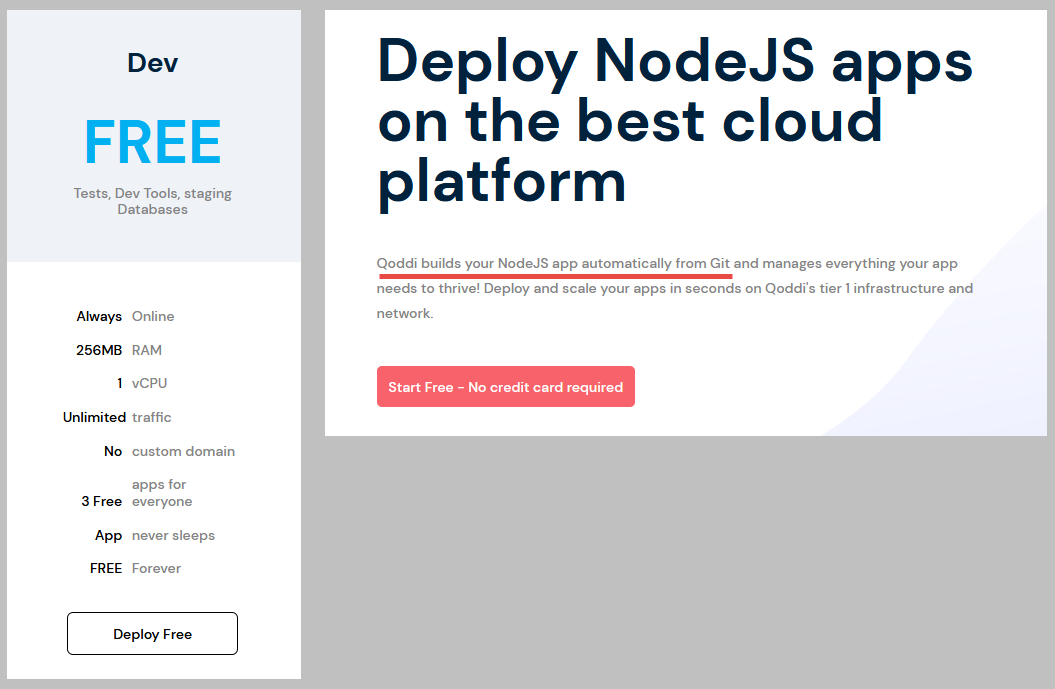 Dev
FREE
Tests, Dev Tools, staging
Databases
Always Online
256MB RAM
1 vCPU
Unlimited traffic
No custom domain
apps for
3 Free everyone
App never sleeps
FREE Forever
Deploy Free
Deploy NodeJS apps
on the best cloud
platform
Qoddi builds your NodeJS app automatically from Git and manages everything your app
needs to thrive! Deploy and scale your apps in seconds on Qoddi's tier 1 infrastructure and
network.
Start Free - No credit card required